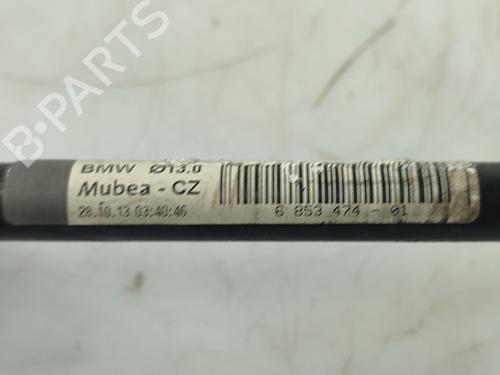 B-PARTS
BMW Ø13.0
Mubea - CZ
28.10.13 03:40:46
6 853 474 - 01